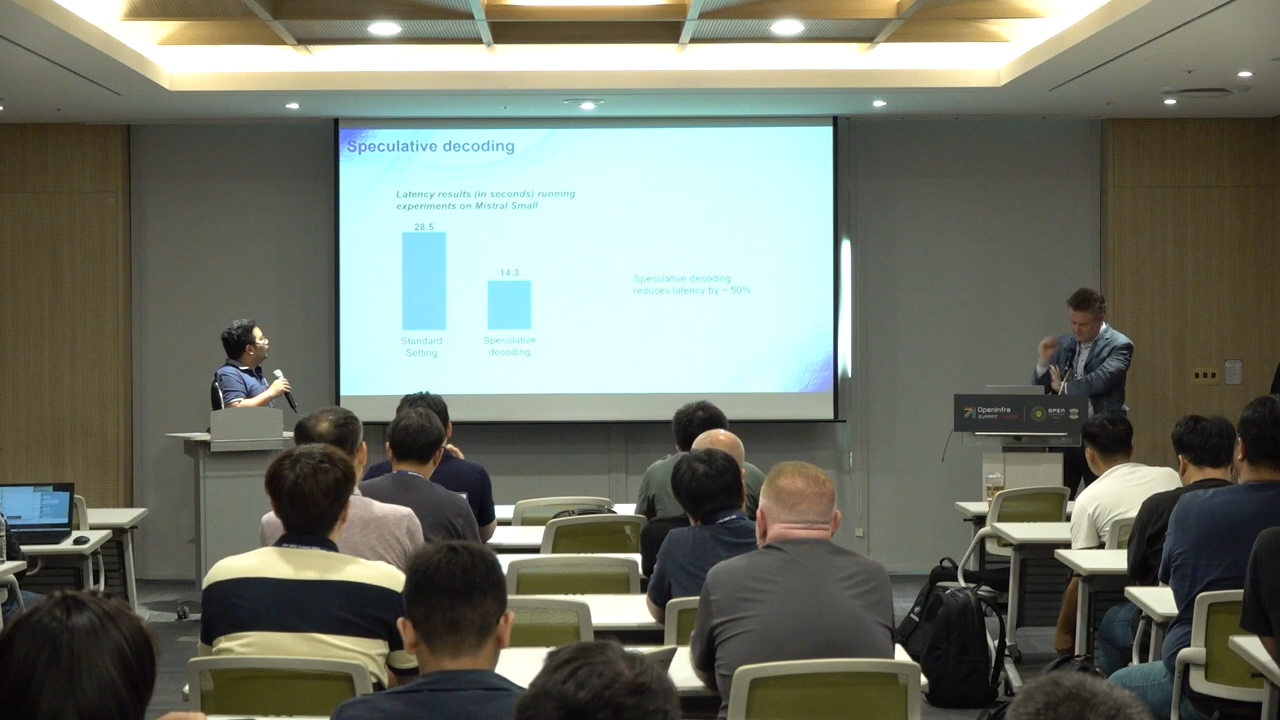 Speculative decoding
Latency results (in seconds) running
experiments on Mistral Small
28.5
14.3
Speculative decoding
reduces latency by ~ 50%
Standard
Setting
Speculative
decoding
OpenInfra
SUMMIT
OPEN